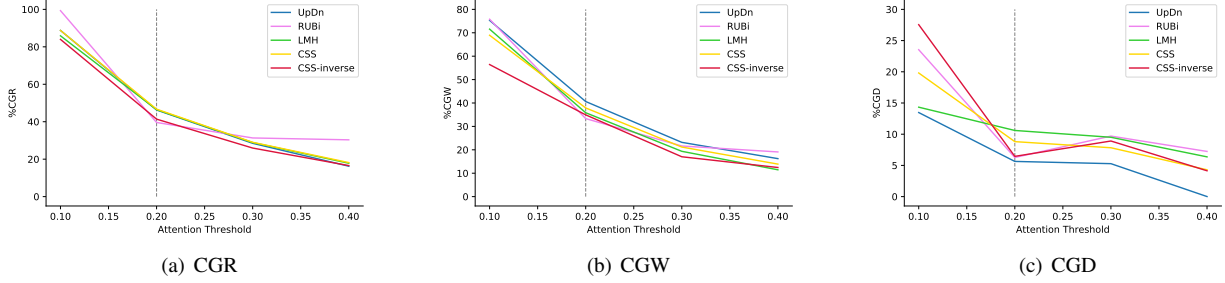 100
80
60
40
20
0
%CGR
0.10 0.15 0.20 0.25 0.30 0.35 0.40
Attention Threshold
UpDn
RUBi
LMH
CSS
CSS-inverse
(a) CGR
80
70
60
50
40
30
20
10
0
%CGW
0.10 0.15 0.20 0.25 0.30 0.35 0.40
Attention Threshold
UpDn
RUBi
LMH
CSS
CSS-inverse
(b) CGW
30
25
20
15
10
5
0
%CGD
0.10 0.15 0.20 0.25 0.30 0.35 0.40
Attention Threshold
UpDn
RUBi
LMH
CSS
CSS-inverse
(c) CGD